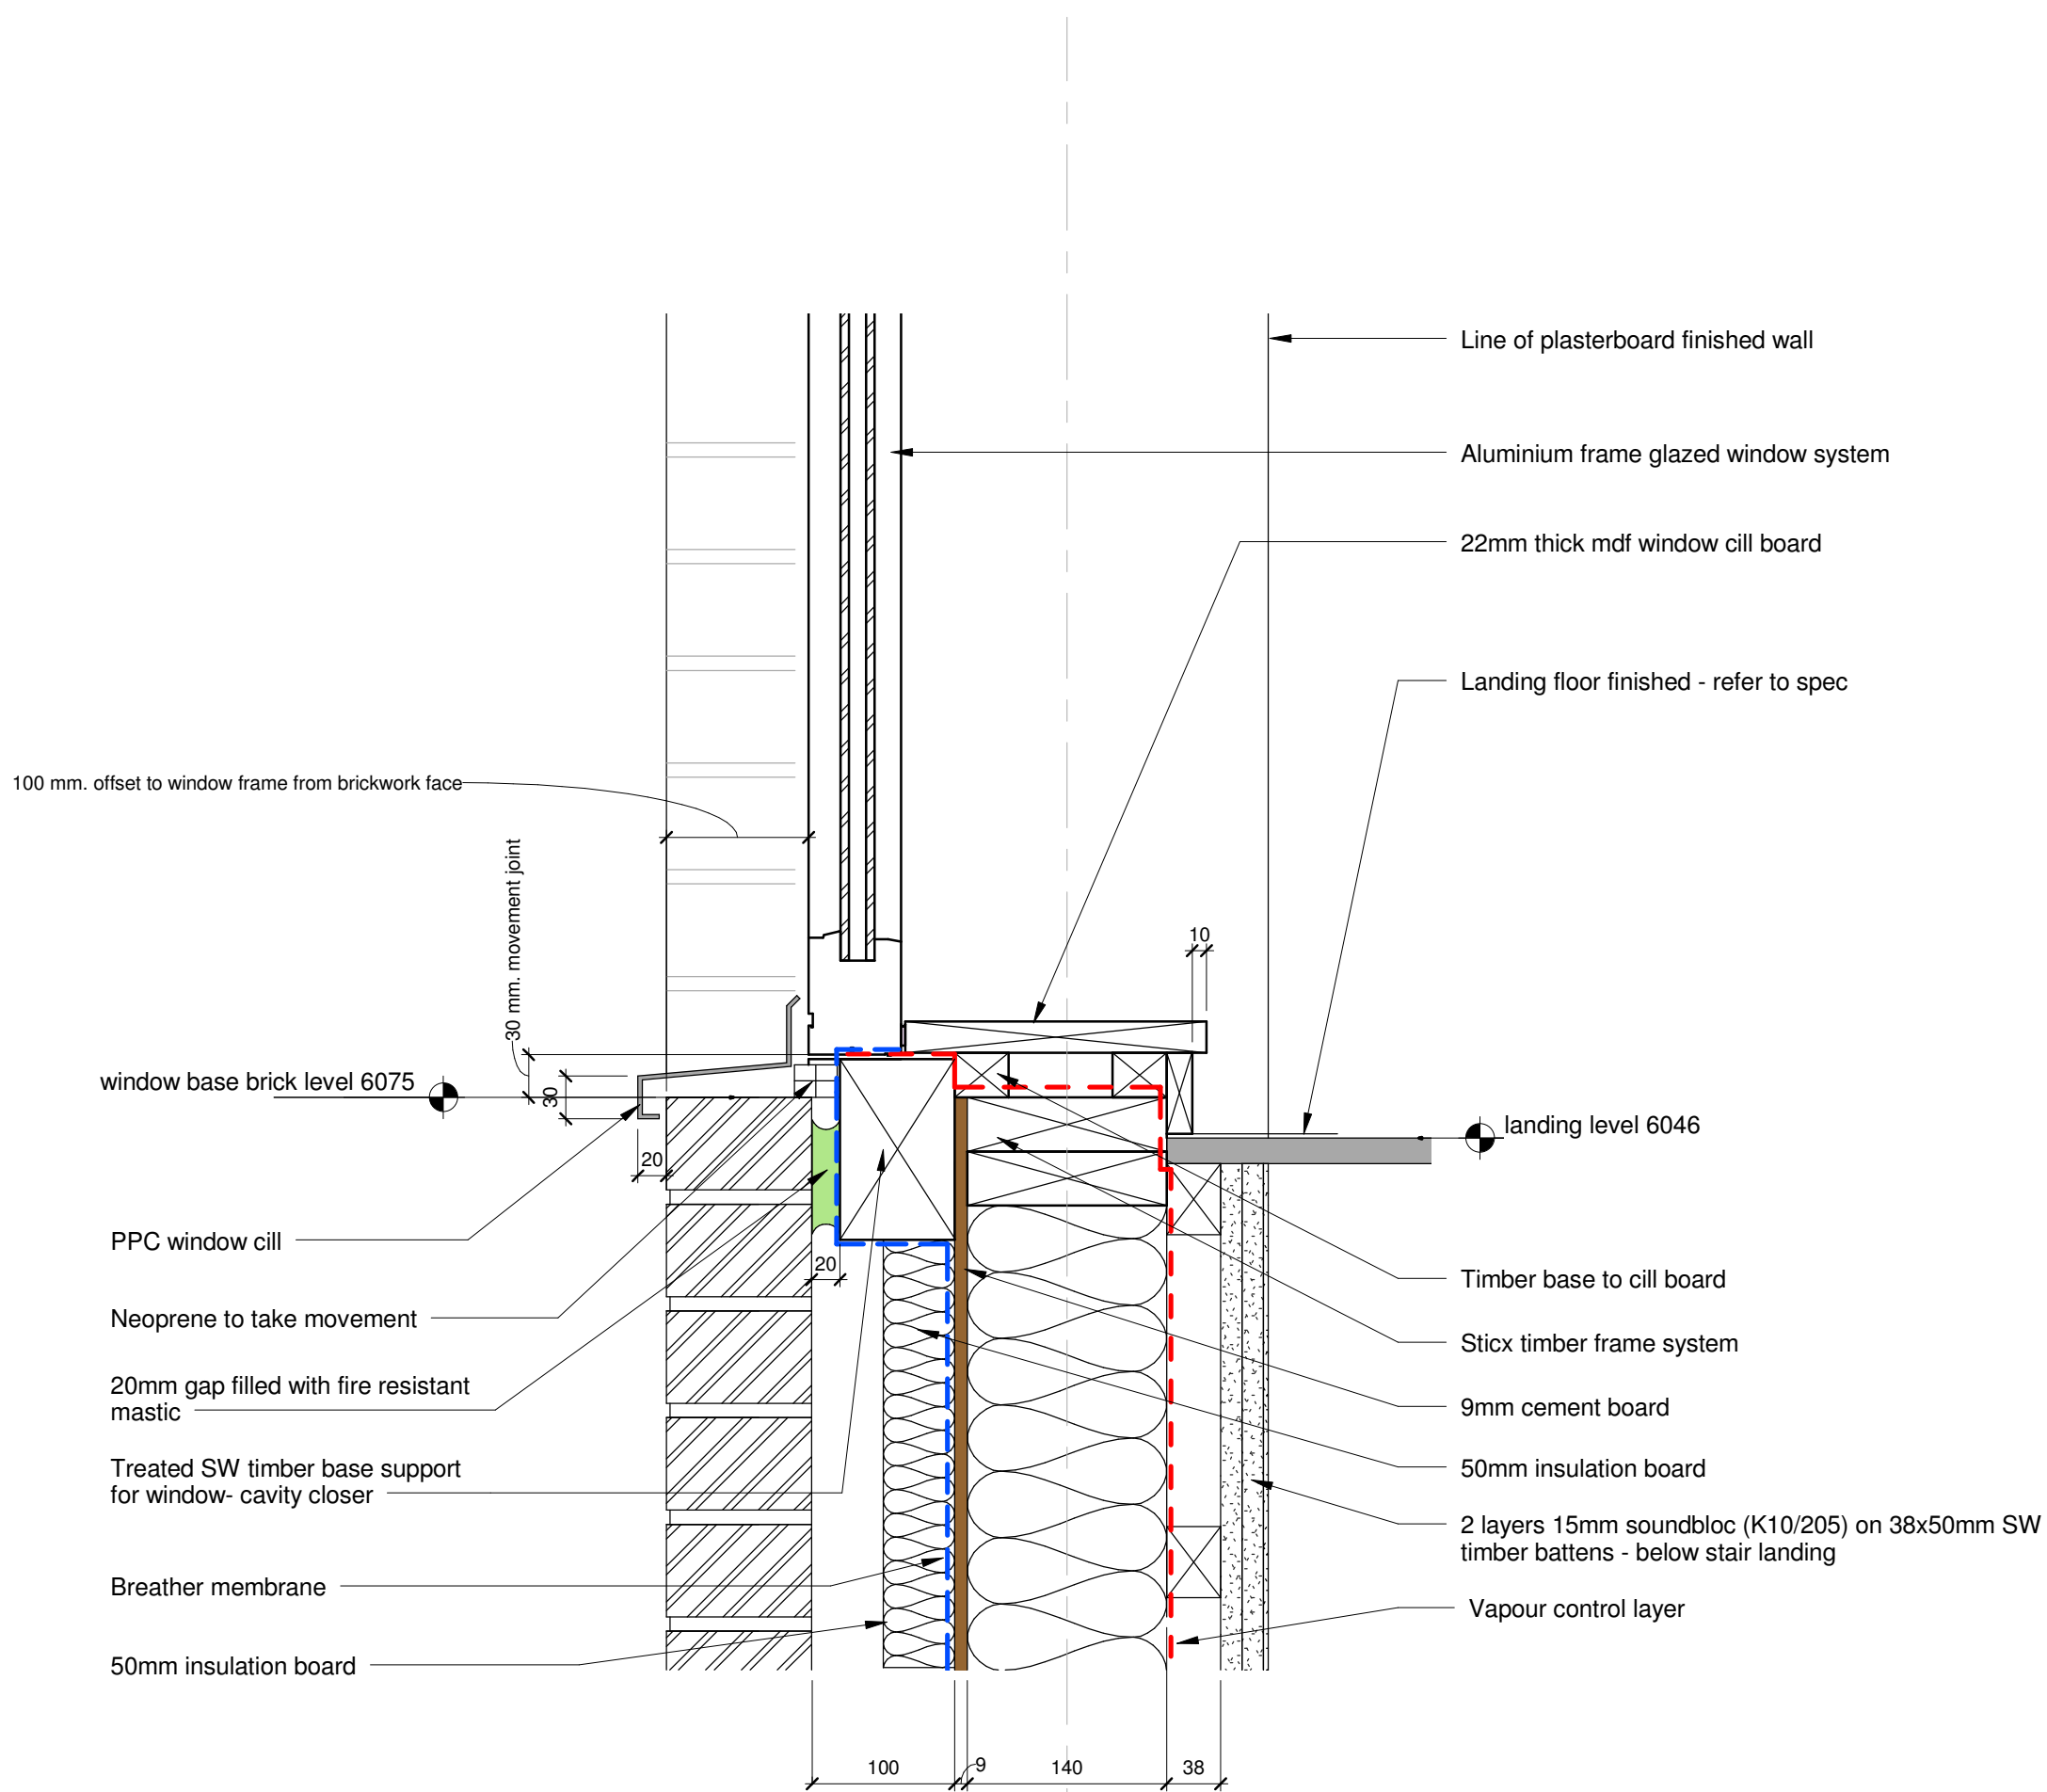 Line of plasterboard finished wall
Aluminium frame glazed window system
22mm thick mdf window cill board
Landing floor finished - refer to spec
100 mm. offset to window frame from brickwork face
30 mm. movement joint
10
window base brick level 6075
30
landing level 6046
20
20
PPC window cill
Neoprene to take movement
20mm gap filled with fire resistant
mastic
Treated SW timber base support
for window- cavity closer
Breather membrane
50mm insulation board
Timber base to cill board
Sticx timber frame system
9mm cement board
50mm insulation board
2 layers 15mm soundbloc (K10/205) on 38x50mm SW
timber battens - below stair landing
Vapour control layer
100
9
140
38